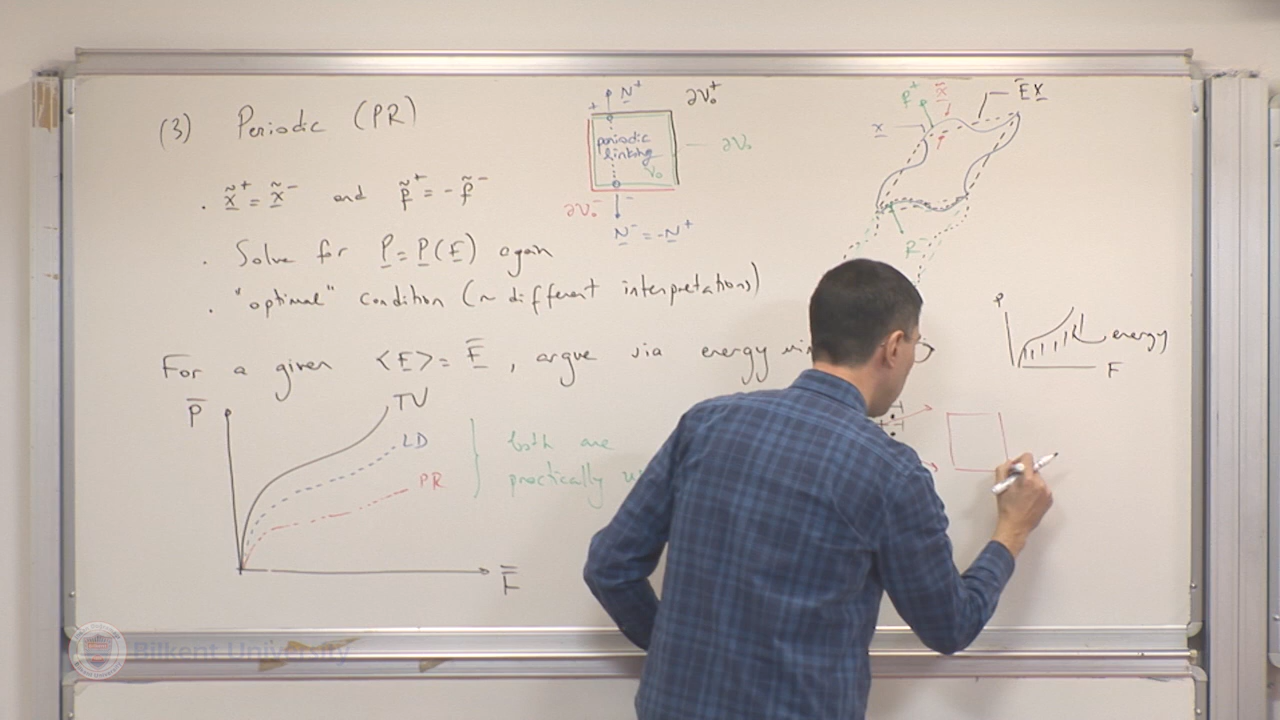 (3) Periodic (PR)
. x̃⁺ = x̃⁻ and p̃⁺ = -p̃⁻
. Solve for P = P(F) again
. "optimal" condition (~ different interpretations)
For a given <F> = F̄, argue via energy
P̄
TV
LD
PR
F̄
both are
practically
+ N⁺
∂V₀⁺
periodic
linking
V₀
∂V₀
∂V₀⁻
-
N⁻ = -N⁺
p⁺ x̃ F̄X
x
P
energy
F
Bilkent University